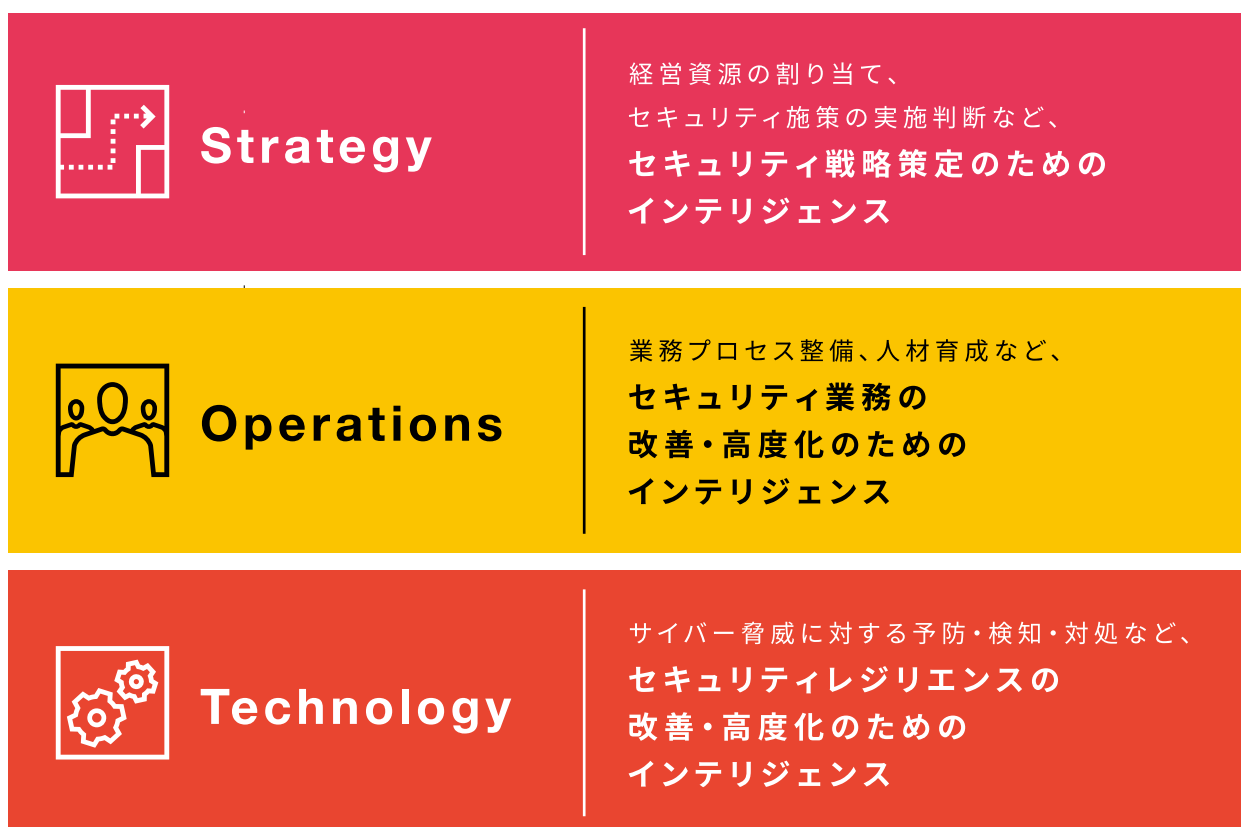 Strategy
経営資源の割り当て、
セキュリティ施策の実施判断など、
セキュリティ戦略策定のための
インテリジェンス
Operations
業務プロセス整備、人材育成など、
セキュリティ業務の
改善・高度化のための
インテリジェンス
Technology
サイバー脅威に対する予防・検知・対処など、
セキュリティレジリエンスの
改善・高度化のための
インテリジェンス